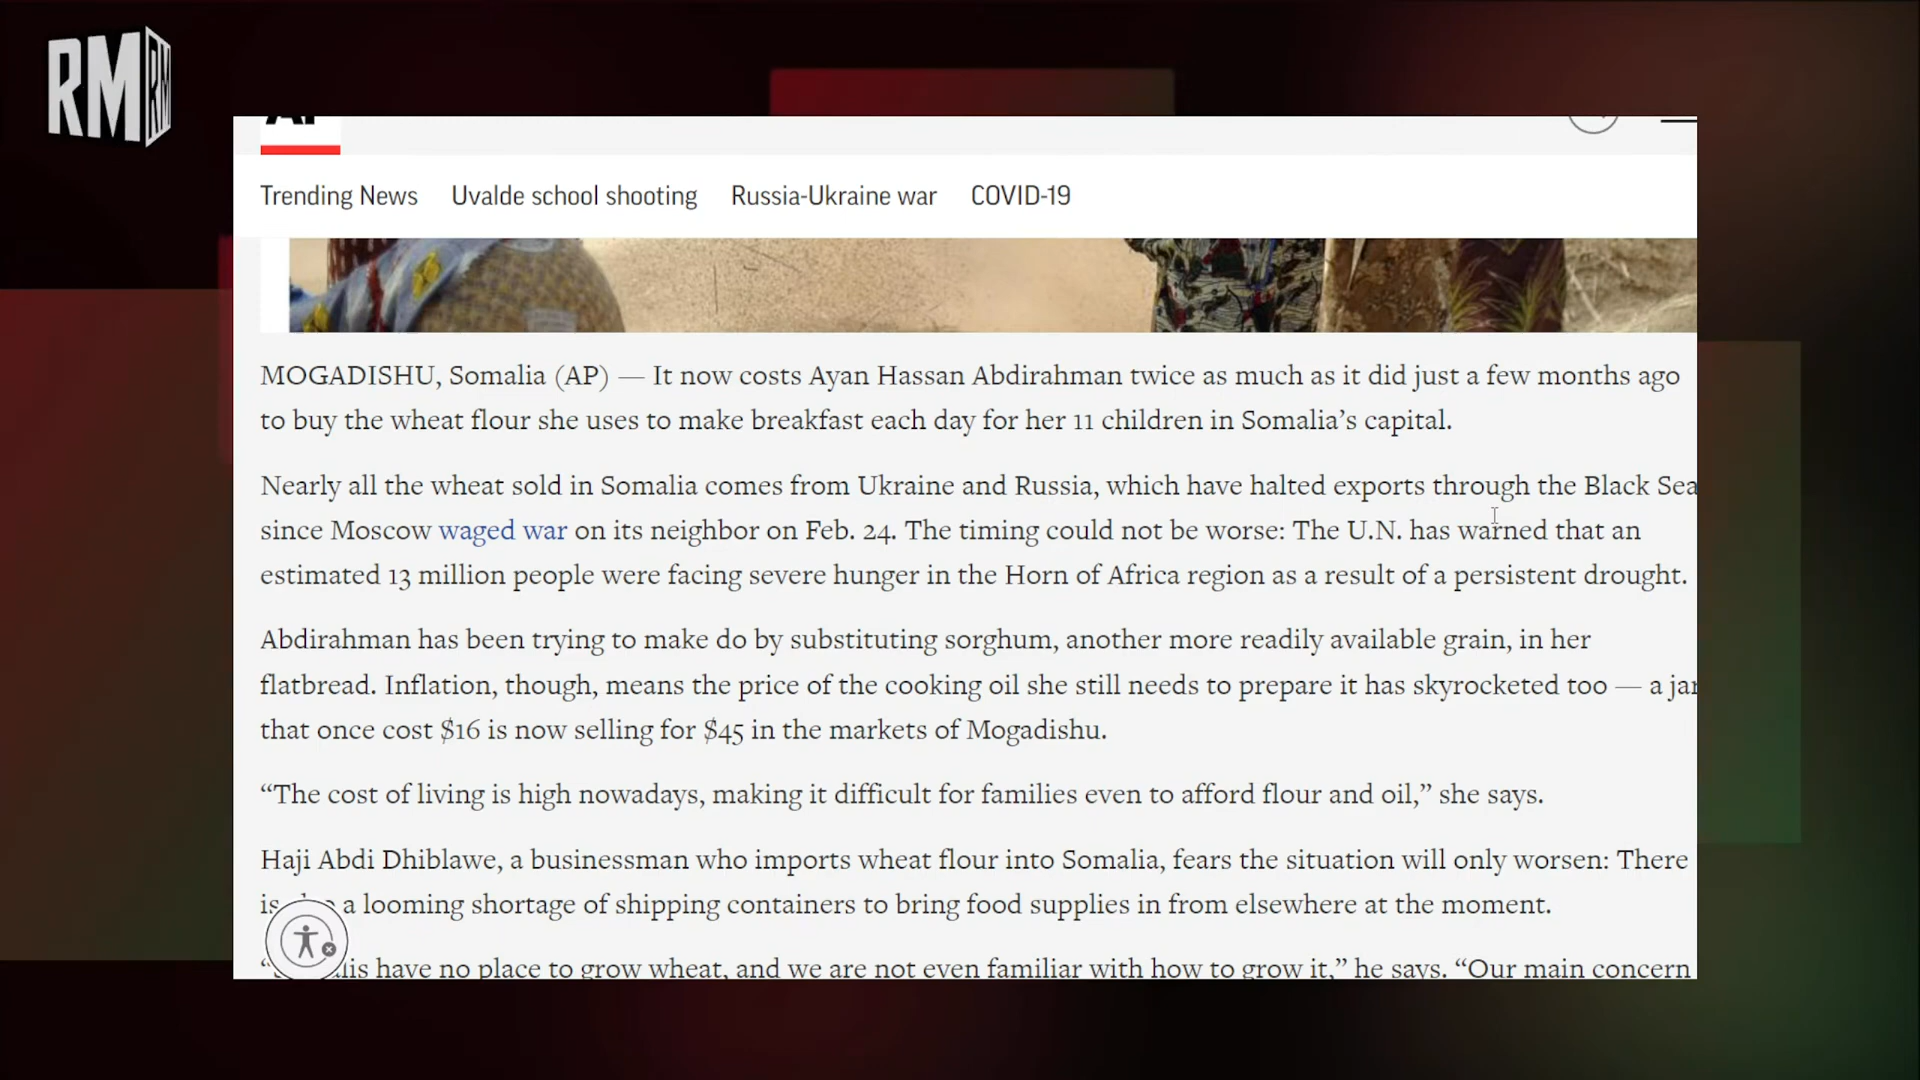 RM RM
AP
Trending News Uvalde school shooting Russia-Ukraine war COVID-19
MOGADISHU, Somalia (AP) — It now costs Ayan Hassan Abdirahman twice as much as it did just a few months ago
to buy the wheat flour she uses to make breakfast each day for her 11 children in Somalia’s capital.
Nearly all the wheat sold in Somalia comes from Ukraine and Russia, which have halted exports through the Black Sea
since Moscow waged war on its neighbor on Feb. 24. The timing could not be worse: The U.N. has warned that an
estimated 13 million people were facing severe hunger in the Horn of Africa region as a result of a persistent drought.
Abdirahman has been trying to make do by substituting sorghum, another more readily available grain, in her
flatbread. Inflation, though, means the price of the cooking oil she still needs to prepare it has skyrocketed too — a jar
that once cost $16 is now selling for $45 in the markets of Mogadishu.
“The cost of living is high nowadays, making it difficult for families even to afford flour and oil,” she says.
Haji Abdi Dhiblawe, a businessman who imports wheat flour into Somalia, fears the situation will only worsen: There
is a looming shortage of shipping containers to bring food supplies in from elsewhere at the moment.
have no place to grow wheat, and we are not even familiar with how to grow it,” he says. “Our main concern